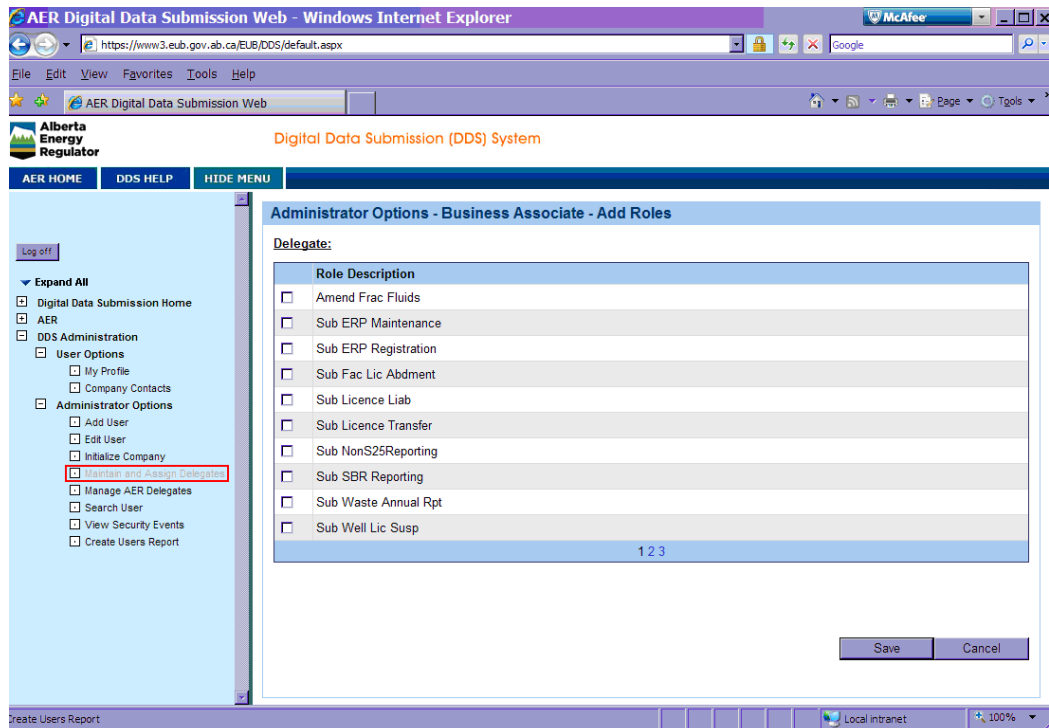 AER Digital Data Submission Web - Windows Internet Explorer
McAfee
https://www3.eub.gov.ab.ca/EUB/DDS/default.aspx
Google
File Edit View Favorites Tools Help
AER Digital Data Submission Web
Page Tools
Alberta
Energy
Regulator
Digital Data Submission (DDS) System
AER HOME DDS HELP HIDE MENU
Log off
Expand All
Digital Data Submission Home
AER
DDS Administration
User Options
My Profile
Company Contacts
Administrator Options
Add User
Edit User
Initialize Company
Maintain and Assign Delegates
Manage AER Delegates
Search User
View Security Events
Create Users Report
Administrator Options - Business Associate - Add Roles
Delegate:
Role Description
Amend Frac Fluids
Sub ERP Maintenance
Sub ERP Registration
Sub Fac Lic Abdment
Sub Licence Liab
Sub Licence Transfer
Sub NonS25Reporting
Sub SBR Reporting
Sub Waste Annual Rpt
Sub Well Lic Susp
1 2 3
Save Cancel
Create Users Report
Local intranet
100%